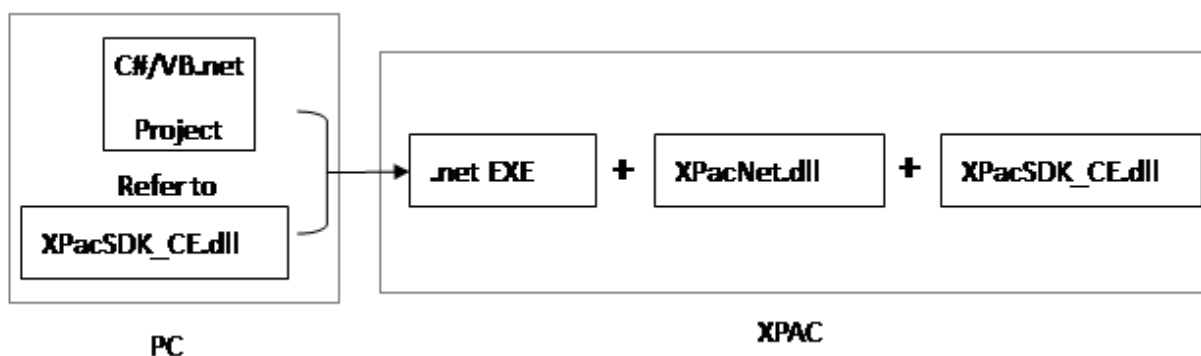 C#/VB.net
Project
Refer to
XPacSDK_CE.dll
PC
.net EXE + XPacNet.dll + XPacSDK_CE.dll
XPAC